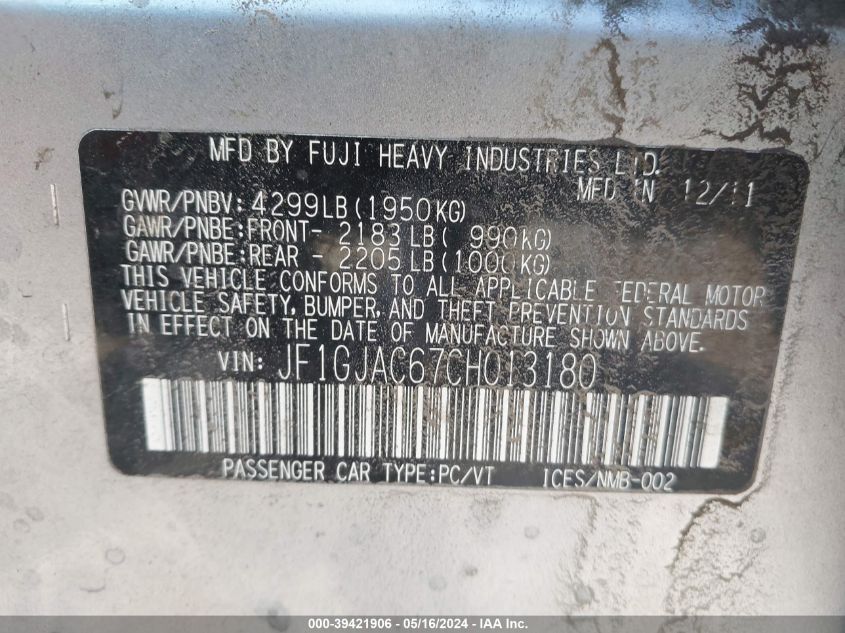 MFD BY FUJI HEAVY INDUSTRIES LTD.
MFD IN 12/11
GVWR/PNBV: 4299LB(1950KG)
GAWR/PNBE:FRONT- 2183LB( 990KG)
GAWR/PNBE:REAR - 2205LB(1000KG)
THIS VEHICLE CONFORMS TO ALL APPLICABLE FEDERAL MOTOR
VEHICLE SAFETY, BUMPER, AND THEFT PREVENTION STANDARDS
IN EFFECT ON THE DATE OF MANUFACTURE SHOWN ABOVE.
VIN: JF1GJAC67CH013180
PASSENGER CAR TYPE:PC/VT ICES/NMB-002
000-39421906 - 05/16/2024 - IAA Inc.